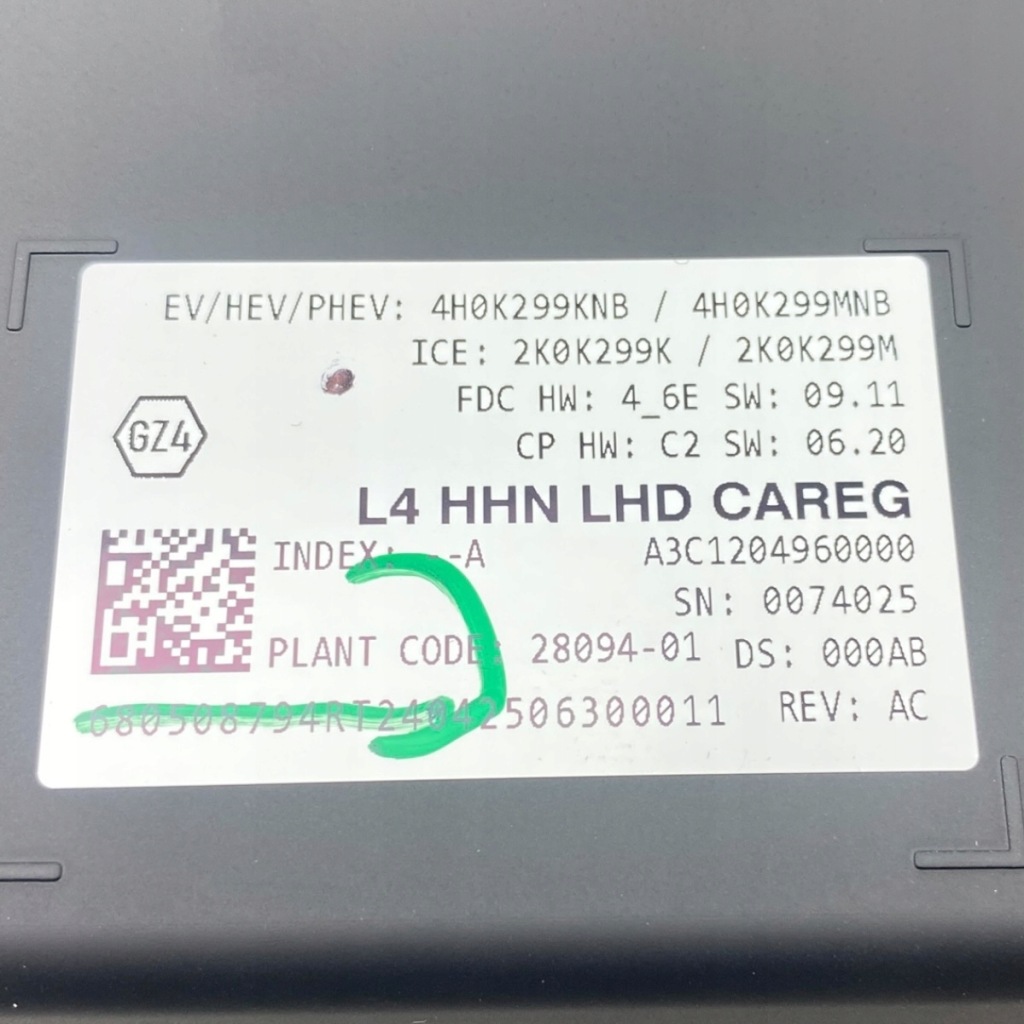 EV/HEV/PHEV: 4H0K299KNB / 4H0K299MNB
ICE: 2K0K299K / 2K0K299M
FDC HW: 4_6E SW: 09.11
GZ4
CP HW: C2 SW: 06.20
L4 HHN LHD CAREG
INDEX: --A A3C1204960000
SN: 0074025
PLANT CODE: 28094-01 DS: 000AB
680508794RT24042506300011 REV: AC